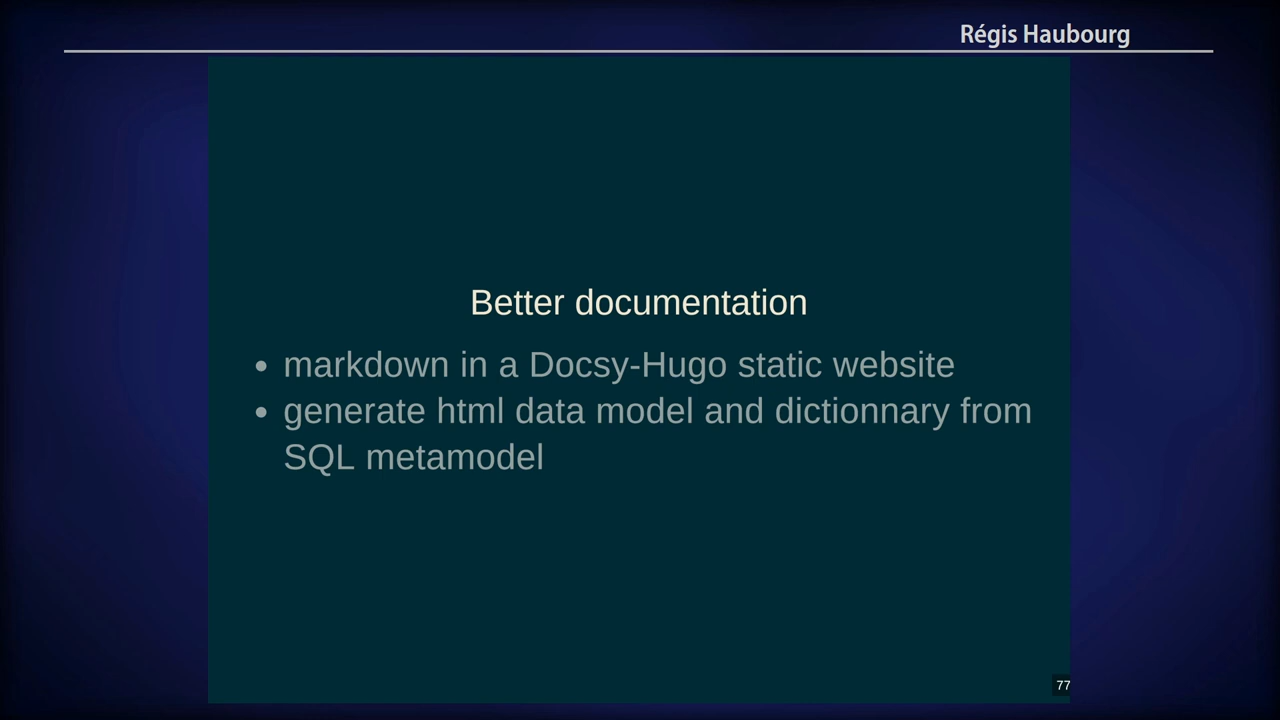 Régis Haubourg
Better documentation
• markdown in a Docsy-Hugo static website
• generate html data model and dictionnary from
SQL metamodel
77